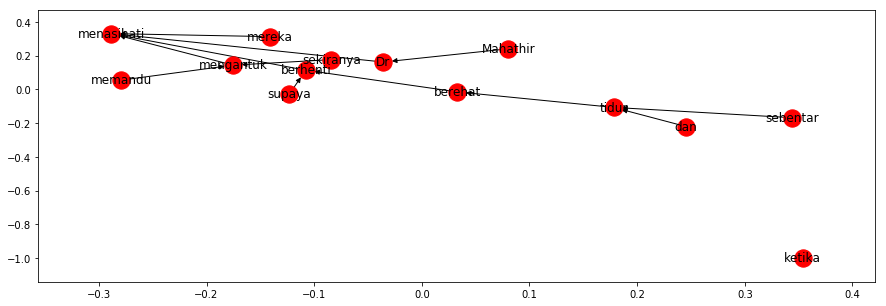 0.4
menasihati
mereka
Mahathir
0.2
sekiranya
Dr
mengantuk
berhenti
memandu
0.0
berehat
supaya
tidur
sebentar
−0.2
dan
−0.4
−0.6
−0.8
−1.0
ketika
−0.3 −0.2 −0.1 0.0 0.1 0.2 0.3 0.4